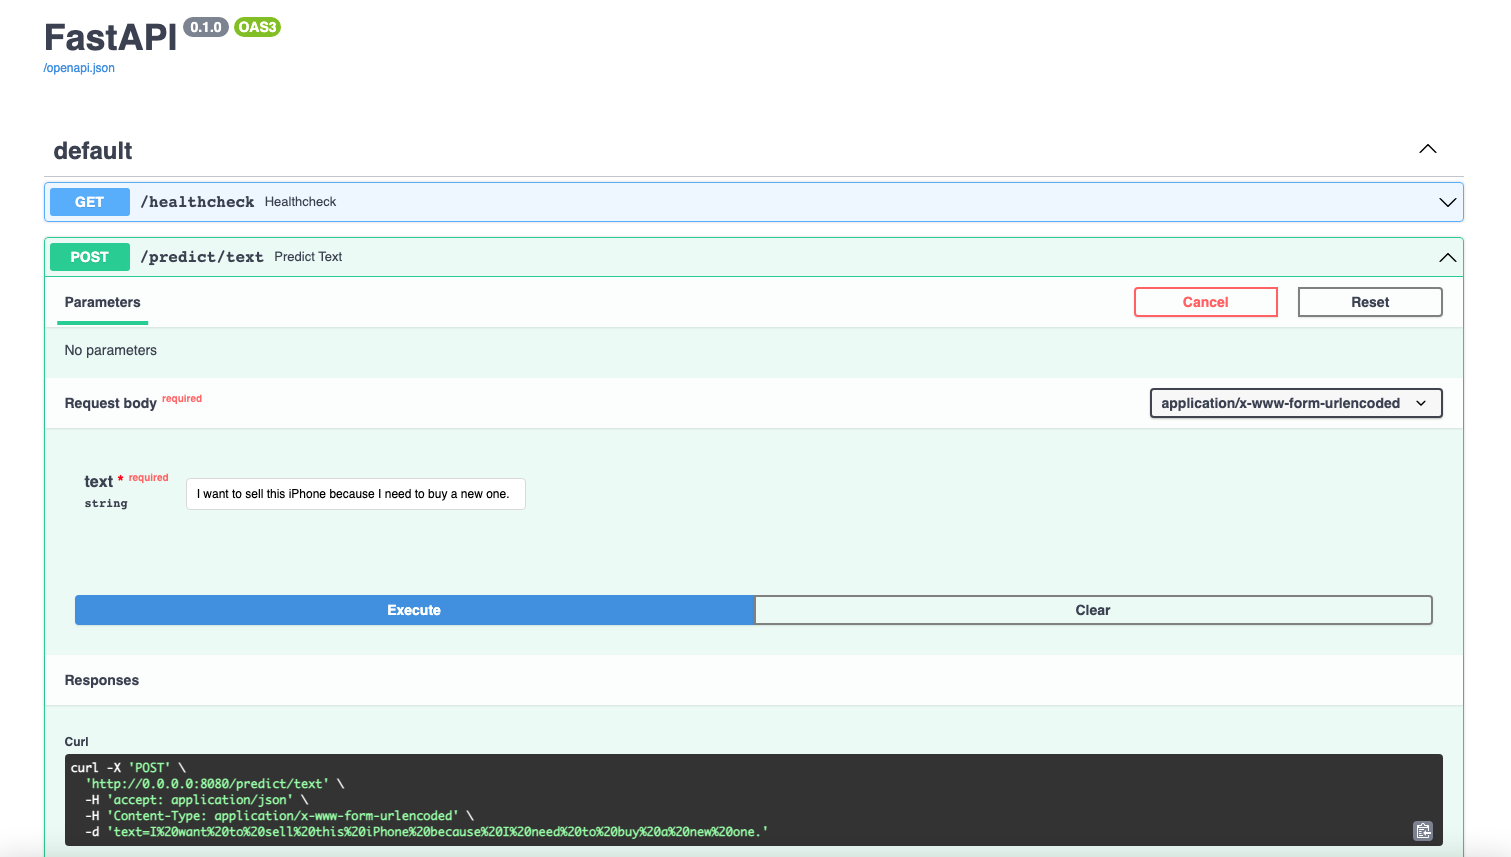 FastAPI 0.1.0 OAS3
/openapi.json
default
GET /healthcheck Healthcheck
POST /predict/text Predict Text
Parameters Cancel Reset
No parameters
Request body required application/x-www-form-urlencoded
text * required
string
I want to sell this iPhone because I need to buy a new one.
Execute Clear
Responses
Curl
curl -X 'POST' \
  'http://0.0.0.0:8080/predict/text' \
  -H 'accept: application/json' \
  -H 'Content-Type: application/x-www-form-urlencoded' \
  -d 'text=I%20want%20to%20sell%20this%20iPhone%20because%20I%20need%20to%20buy%20a%20new%20one.'